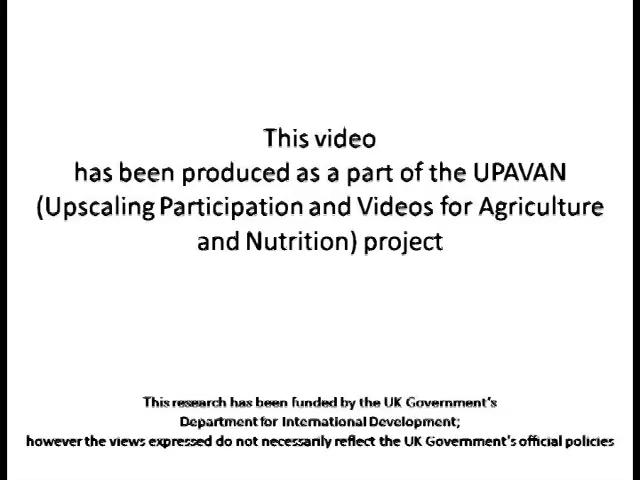 This video
has been produced as a part of the UPAVAN
(Upscaling Participation and Videos for Agriculture
and Nutrition) project
This research has been funded by the UK Government's
Department for International Development;
however the views expressed do not necessarily reflect the UK Government's official policies